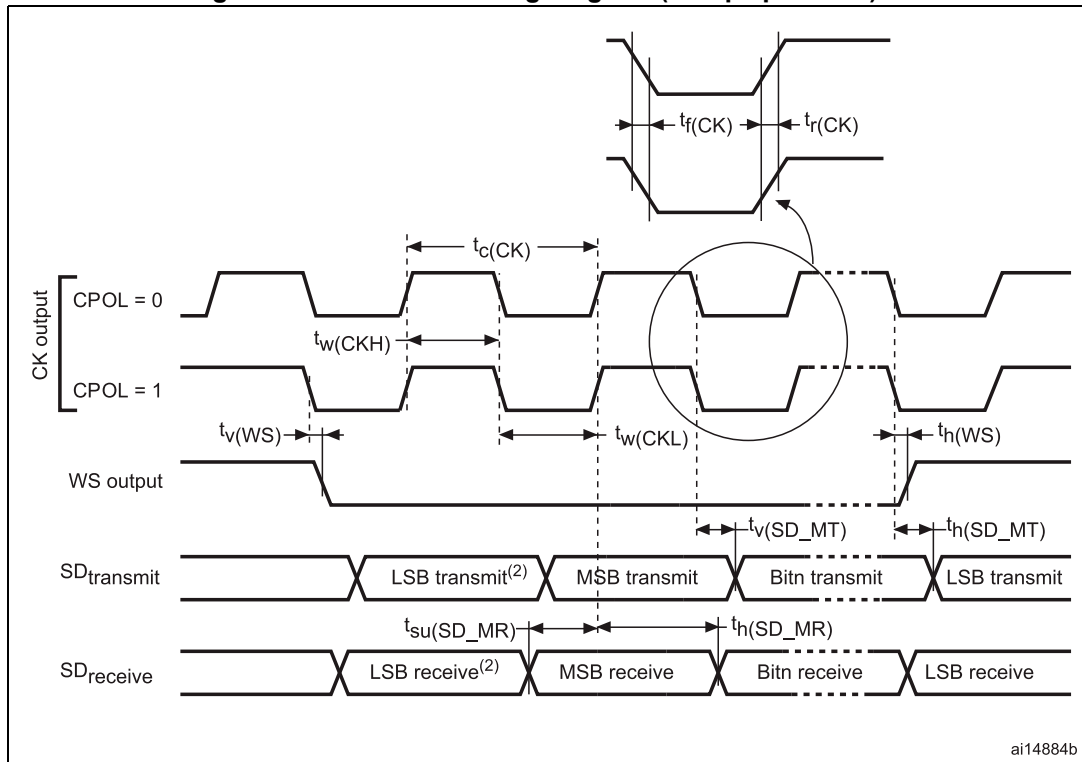 tf(CK)
tr(CK)
tc(CK)
CK output
CPOL = 0
tw(CKH)
CPOL = 1
tv(WS)
tw(CKL)
th(WS)
WS output
tv(SD_MT)
th(SD_MT)
SDtransmit
LSB transmit(2)
MSB transmit
Bitn transmit
LSB transmit
tsu(SD_MR)
th(SD_MR)
SDreceive
LSB receive(2)
MSB receive
Bitn receive
LSB receive
ai14884b